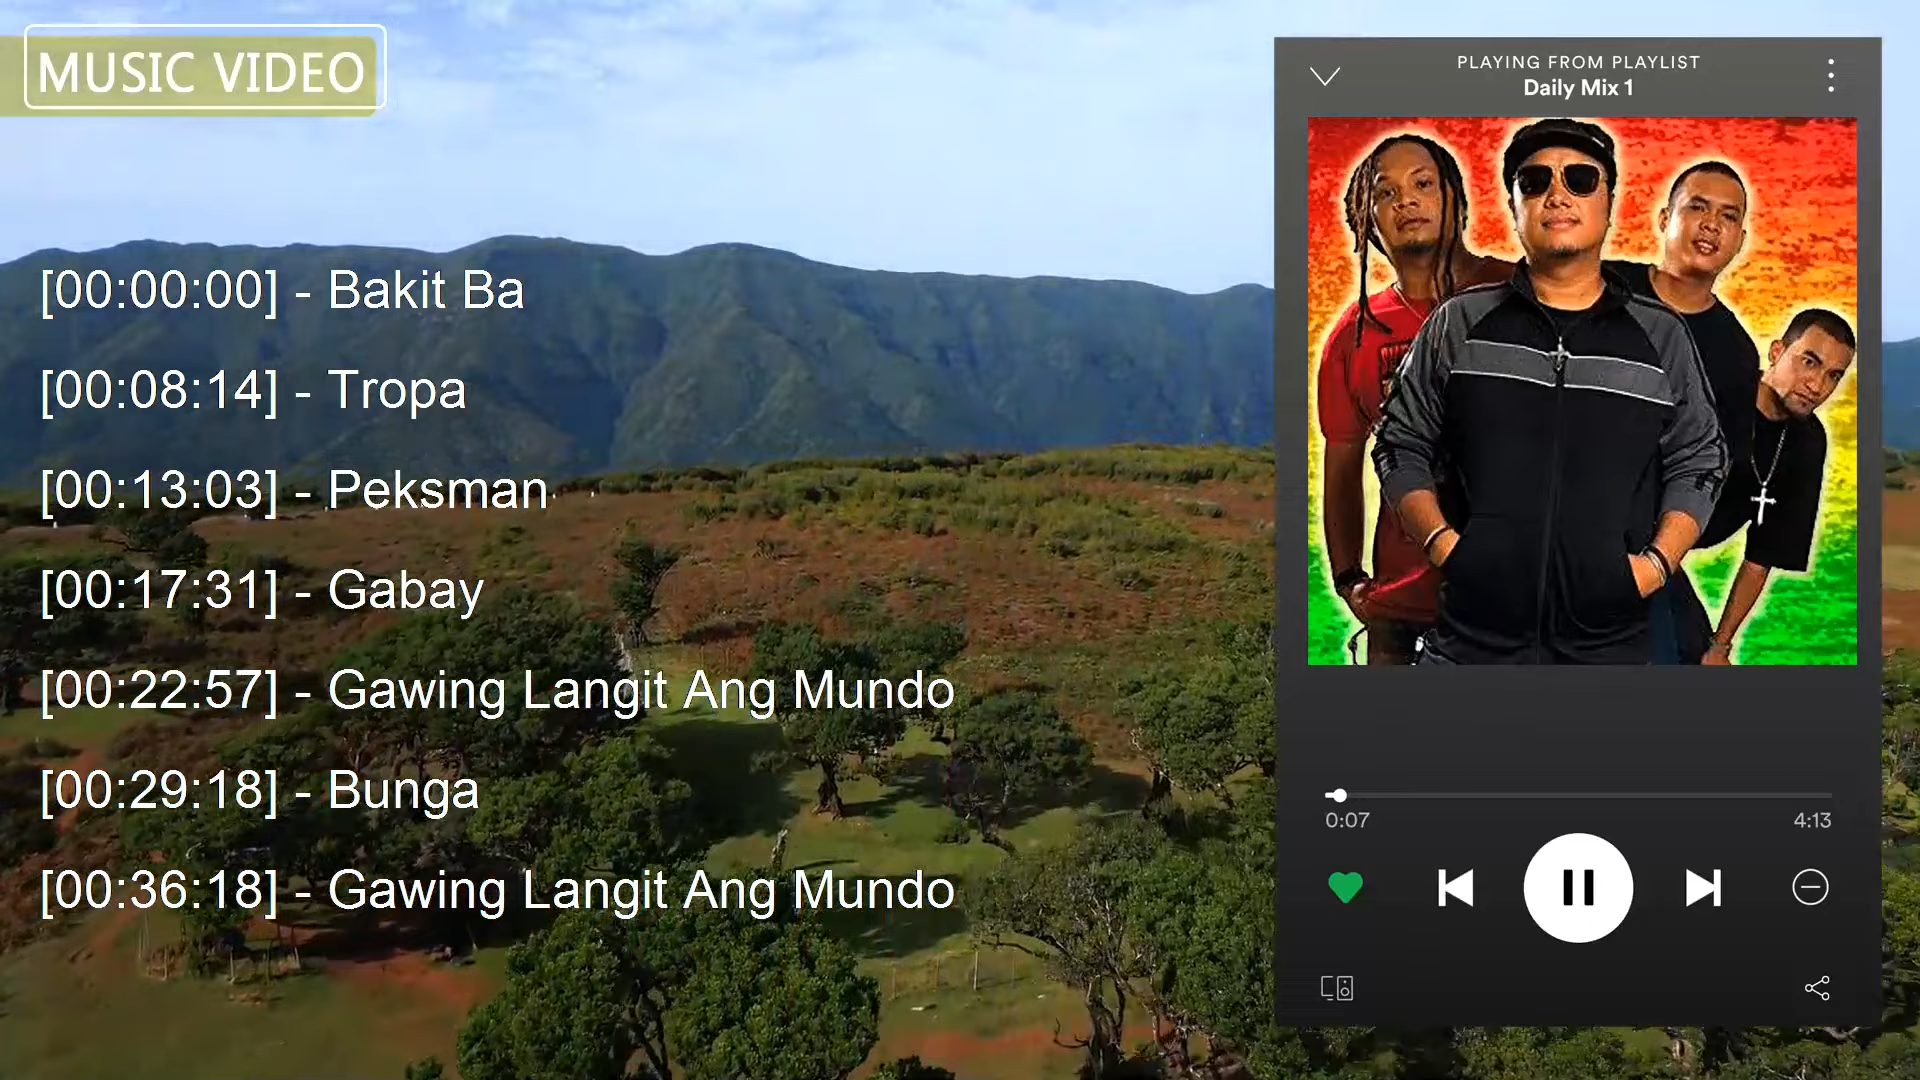 MUSIC VIDEO
[00:00:00] - Bakit Ba
[00:08:14] - Tropa
[00:13:03] - Peksman
[00:17:31] - Gabay
[00:22:57] - Gawing Langit Ang Mundo
[00:29:18] - Bunga
[00:36:18] - Gawing Langit Ang Mundo
PLAYING FROM PLAYLIST
Daily Mix 1
0:07
4:13